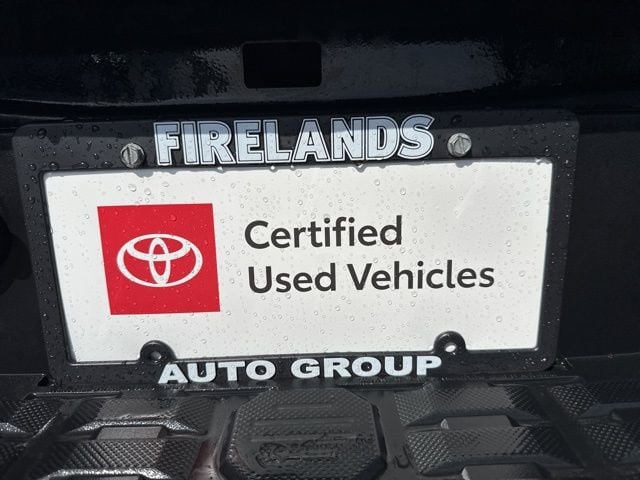 FIRELANDS
Certified
Used Vehicles
AUTO GROUP